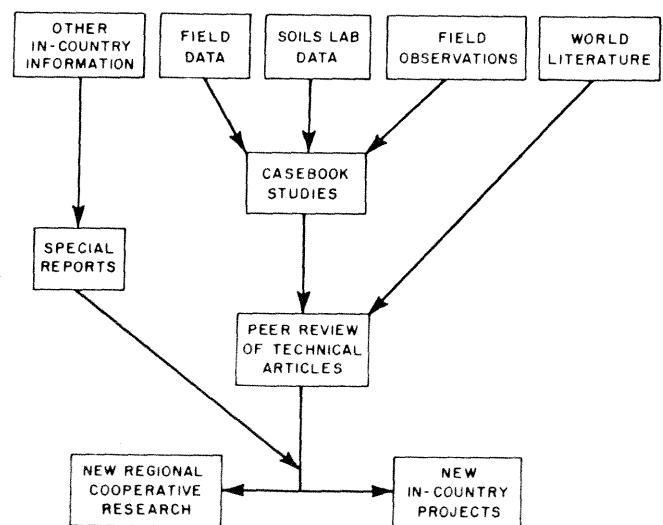 OTHER
IN-COUNTRY
INFORMATION
FIELD
DATA
SOILS LAB
DATA
FIELD
OBSERVATIONS
WORLD
LITERATURE
CASEBOOK
STUDIES
SPECIAL
REPORTS
PEER REVIEW
OF TECHNICAL
ARTICLES
NEW REGIONAL
COOPERATIVE
RESEARCH
NEW
IN-COUNTRY
PROJECTS